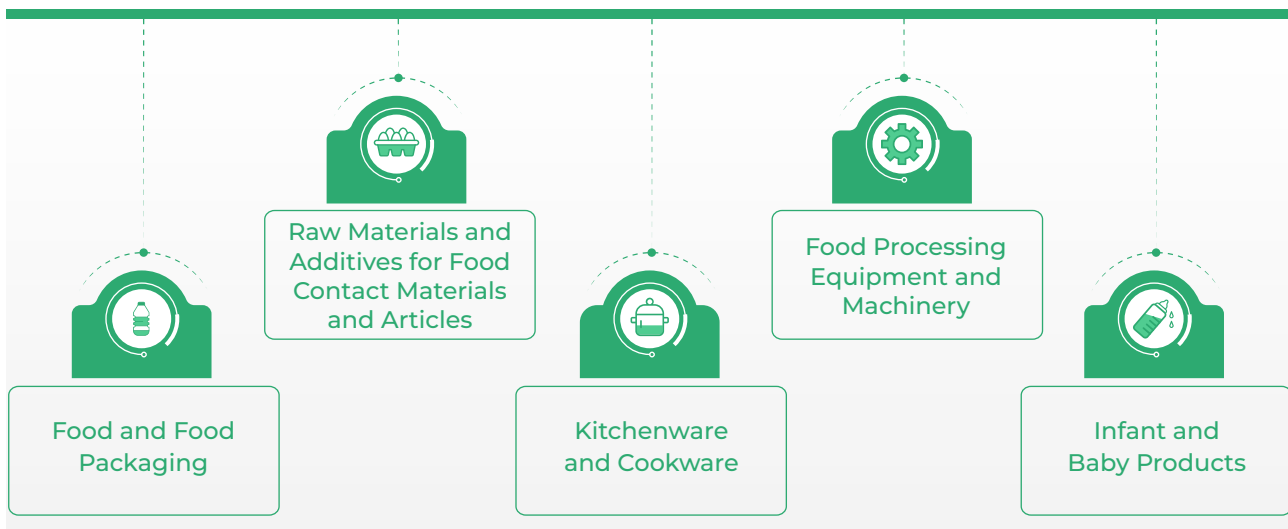 Food and Food
Packaging
Raw Materials and
Additives for Food
Contact Materials
and Articles
Kitchenware
and Cookware
Food Processing
Equipment and
Machinery
Infant and
Baby Products